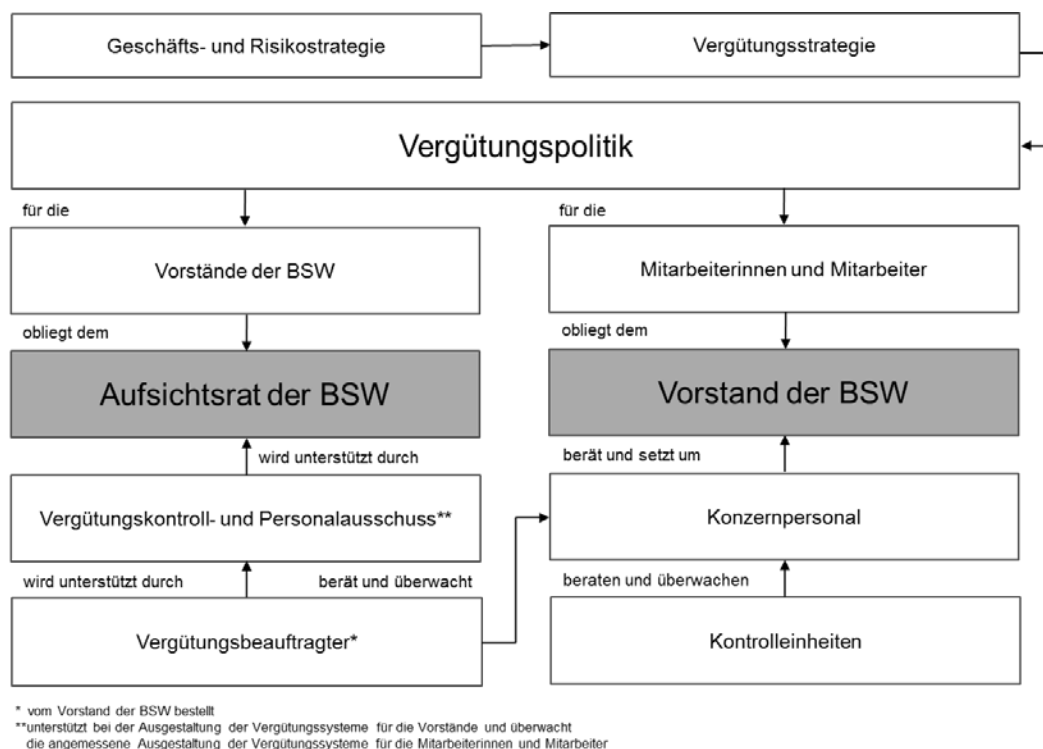 Geschäfts- und Risikostrategie
Vergütungsstrategie
Vergütungspolitik
für die
für die
Vorstände der BSW
Mitarbeiterinnen und Mitarbeiter
obliegt dem
obliegt dem
Aufsichtsrat der BSW
Vorstand der BSW
wird unterstützt durch
berät und setzt um
Vergütungskontroll- und Personalausschuss**
Konzernpersonal
wird unterstützt durch
berät und überwacht
beraten und überwachen
Vergütungsbeauftragter*
Kontrolleinheiten
* vom Vorstand der BSW bestellt
**unterstützt bei der Ausgestaltung der Vergütungssysteme für die Vorstände und überwacht
die angemessene Ausgestaltung der Vergütungssysteme für die Mitarbeiterinnen und Mitarbeiter